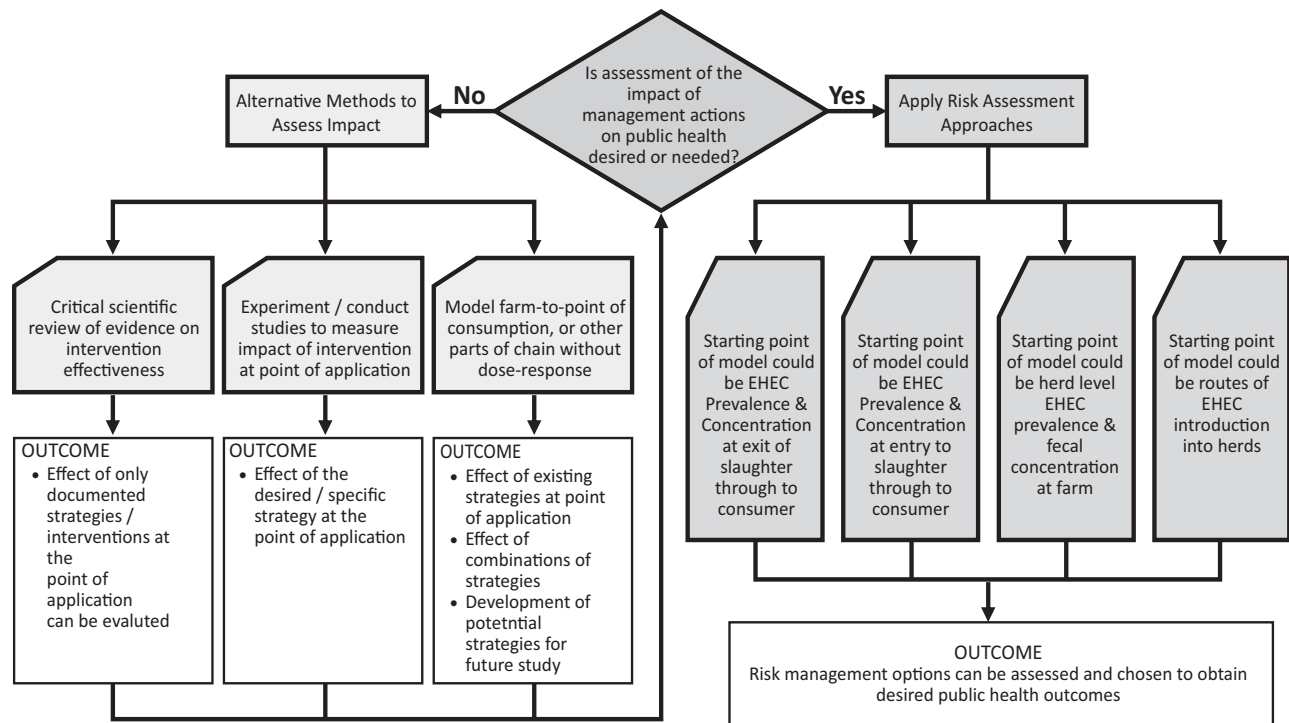 Is assessment of the
impact of
management actions
on public health
desired or needed?
No
Yes
Alternative Methods to
Assess Impact
Apply Risk Assessment
Approaches
Critical scientific
review of evidence on
intervention
effectiveness
Experiment / conduct
studies to measure
impact of intervention
at point of application
Model farm-to-point of
consumption, or other
parts of chain without
dose-response
OUTCOME
• Effect of only
documented
strategies /
interventions at
the
point of
application
can be evaluted
OUTCOME
• Effect of the
desired / specific
strategy at the
point of application
OUTCOME
• Effect of existing
strategies at point
of application
• Effect of
combinations of
strategies
• Development of
potetntial
strategies for
future study
Starting point
of model could
be EHEC
Prevalence &
Concentration
at exit of
slaughter
through to
consumer
Starting point
of model could
be EHEC
Prevalence &
Concentration
at entry to
slaughter
through to
consumer
Starting point
of model could
be herd level
EHEC
prevalence &
fecal
concentration
at farm
Starting point
of model could
be routes of
EHEC
introduction
into herds
OUTCOME
Risk management options can be assessed and chosen to obtain
desired public health outcomes